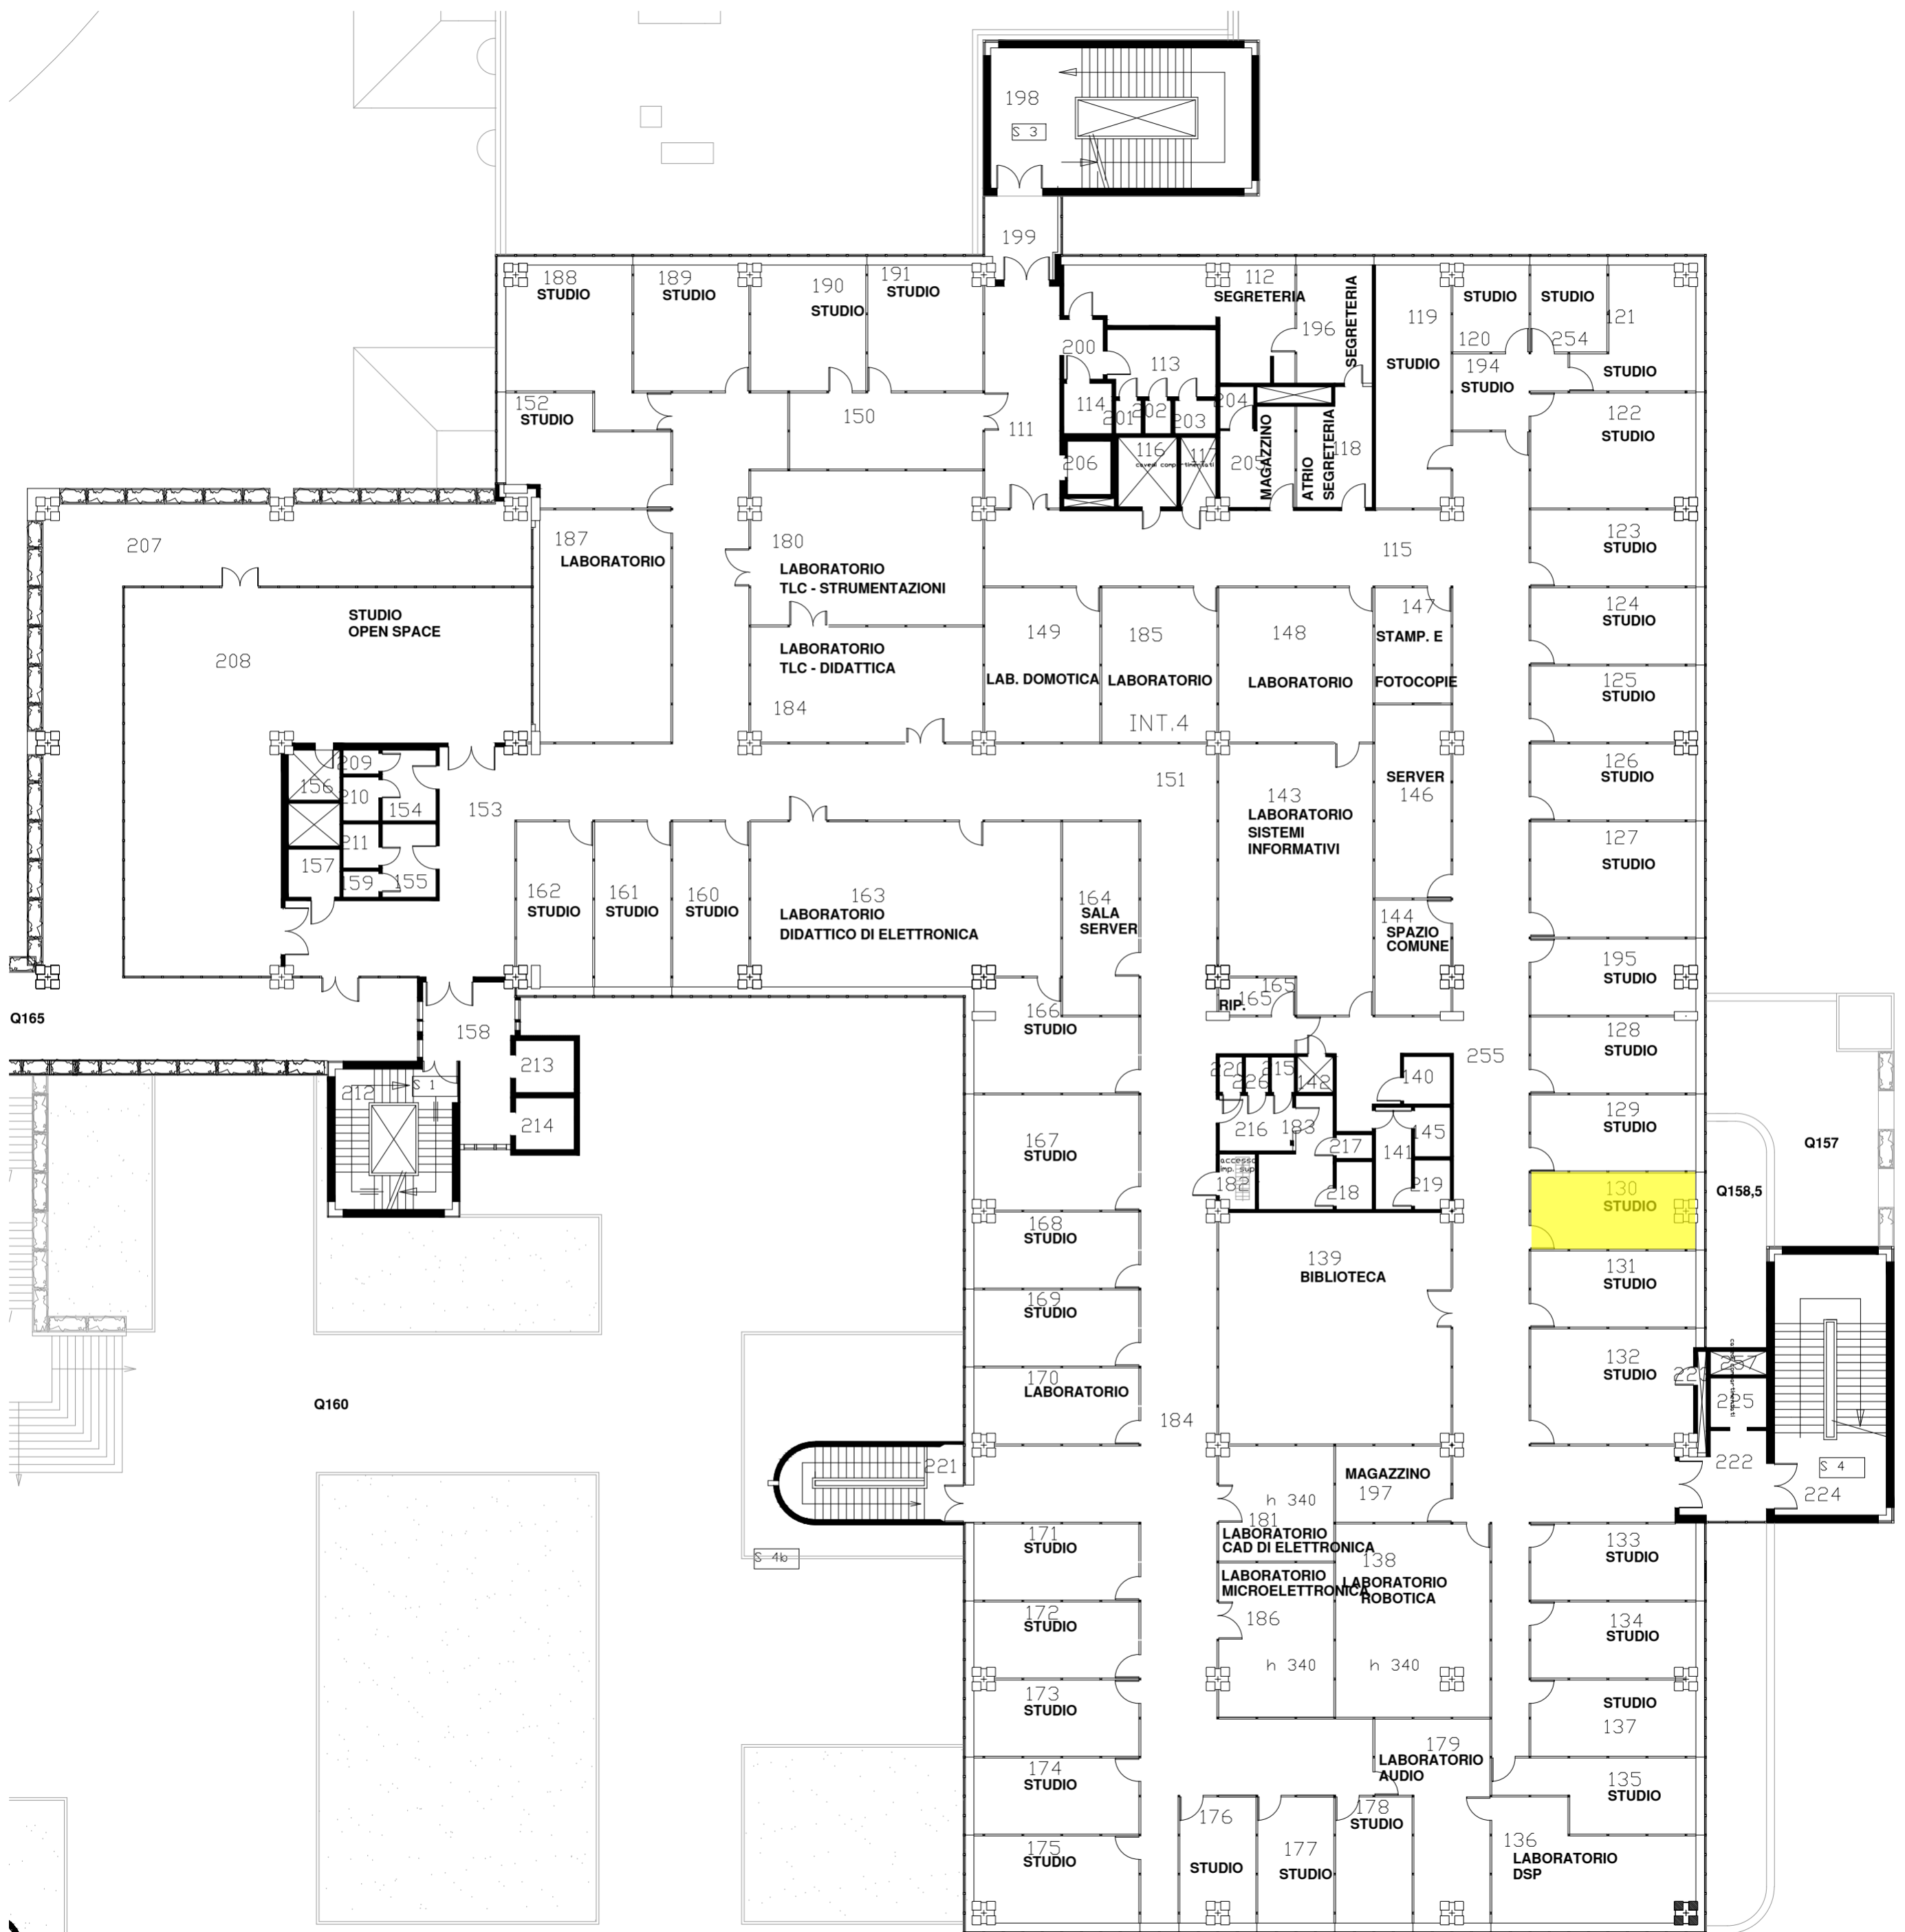 198
S 3
199
188
STUDIO
189
STUDIO
190
STUDIO
191
STUDIO
112
SEGRETERIA
196
SEGRETERIA
119
STUDIO
STUDIO
120
STUDIO
254
121
STUDIO
194
STUDIO
200
113
114
201
202
203
204
152
STUDIO
150
111
122
STUDIO
206
116
117
205
MAGAZZINO
ATRIO
SEGRETERIA
118
207
187
LABORATORIO
180
LABORATORIO
TLC - STRUMENTAZIONI
115
123
STUDIO
STUDIO
OPEN SPACE
208
LABORATORIO
TLC - DIDATTICA
184
149
LAB. DOMOTICA
185
LABORATORIO
INT.4
148
LABORATORIO
147
STAMP. E
FOTOCOPIE
124
STUDIO
125
STUDIO
156
209
210
154
211
157
159
155
153
151
143
LABORATORIO
SISTEMI
INFORMATIVI
SERVER
146
126
STUDIO
127
STUDIO
162
STUDIO
161
STUDIO
160
STUDIO
163
LABORATORIO
DIDATTICO DI ELETTRONICA
164
SALA
SERVER
144
SPAZIO
COMUNE
195
STUDIO
Q165
158
166
STUDIO
RIP.
165
165
255
128
STUDIO
213
212
S 1
214
220
226
215
142
140
129
STUDIO
Q157
167
STUDIO
216
183
217
141
145
accesso
imp. sup
182
218
219
130
STUDIO
Q158,5
168
STUDIO
139
BIBLIOTECA
131
STUDIO
169
STUDIO
132
STUDIO
225
170
LABORATORIO
Q160
184
221
MAGAZZINO
197
222
S 4
224
h 340
181
LABORATORIO
CAD DI ELETTRONICA
171
STUDIO
S 4b
138
LABORATORIO
ROBOTICA
133
STUDIO
LABORATORIO
MICROELETTRONICA
186
172
STUDIO
134
STUDIO
h 340
h 340
173
STUDIO
STUDIO
137
174
STUDIO
179
LABORATORIO
AUDIO
135
STUDIO
175
STUDIO
176
STUDIO
177
STUDIO
178
STUDIO
136
LABORATORIO
DSP